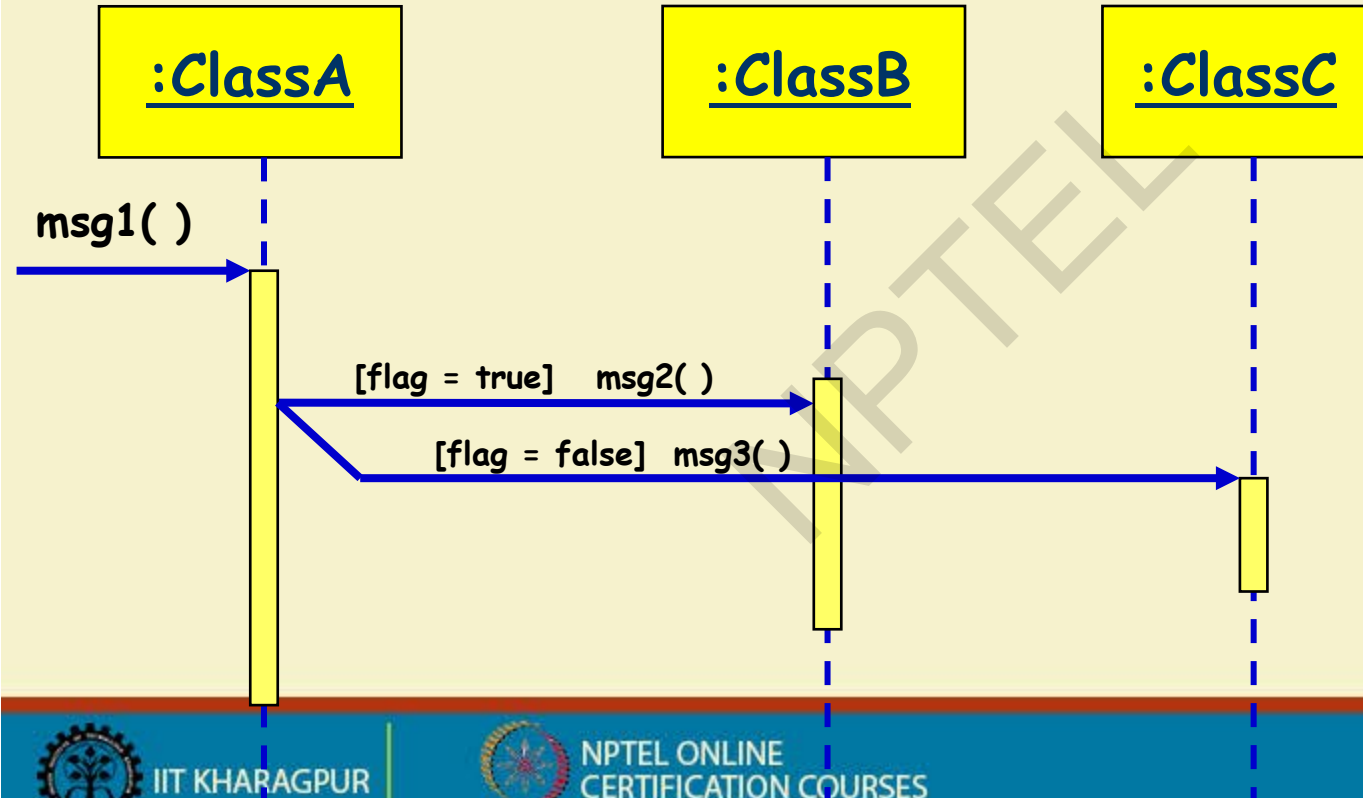 :ClassA :ClassB :ClassC
msg1( )
[flag = true] msg2( )
[flag = false] msg3( )
NPTEL
IIT KHARAGPUR
NPTEL ONLINE
CERTIFICATION COURSES